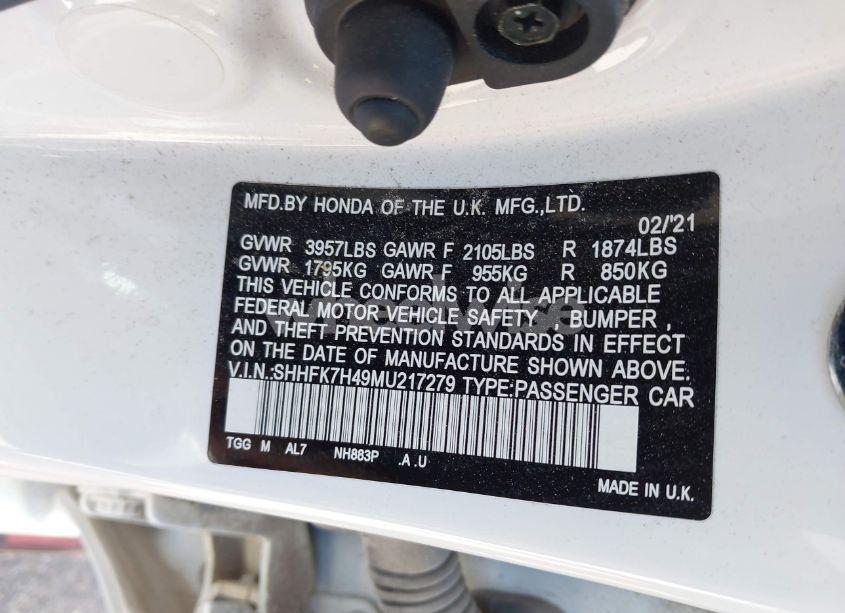 MFD.BY HONDA OF THE U.K. MFG.,LTD.
02/'21
GVWR 3957LBS GAWR F 2105LBS R 1874LBS
GVWR 1795KG GAWR F 955KG R 850KG
THIS VEHICLE CONFORMS TO ALL APPLICABLE
FEDERAL MOTOR VEHICLE SAFETY , BUMPER ,
AND THEFT PREVENTION STANDARDS IN EFFECT
ON THE DATE OF MANUFACTURE SHOWN ABOVE.
V.I.N.:SHHFK7H49MU217279 TYPE:PASSENGER CAR
TGG M AL7 NH883P .A .U
MADE IN U.K.